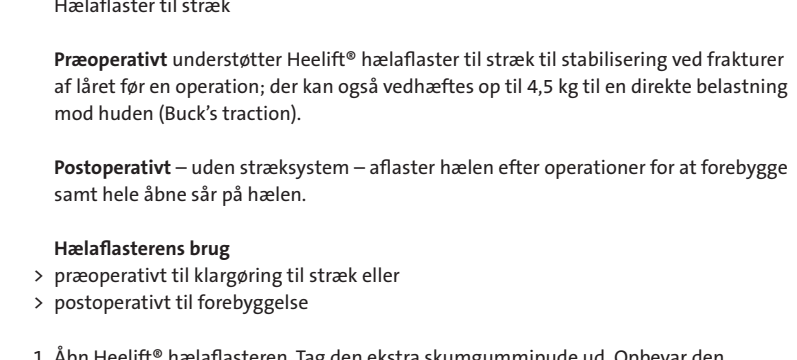 Hælaflaster til stræk
Præoperativt understøtter Heelift® hælaflaster til stræk til stabilisering ved frakturer
af låret før en operation; der kan også vedhæftes op til 4,5 kg til en direkte belastning
mod huden (Buck’s traction).
Postoperativt – uden stræksystem – aflaster hælen efter operationer for at forebygge
samt hele åbne sår på hælen.
Hælaflasterens brug
> præoperativt til klargøring til stræk eller
> postoperativt til forebyggelse
1. Åbn Heelift® hælaflasteren. Tag den ekstra skumgummipude ud. Opbevar den